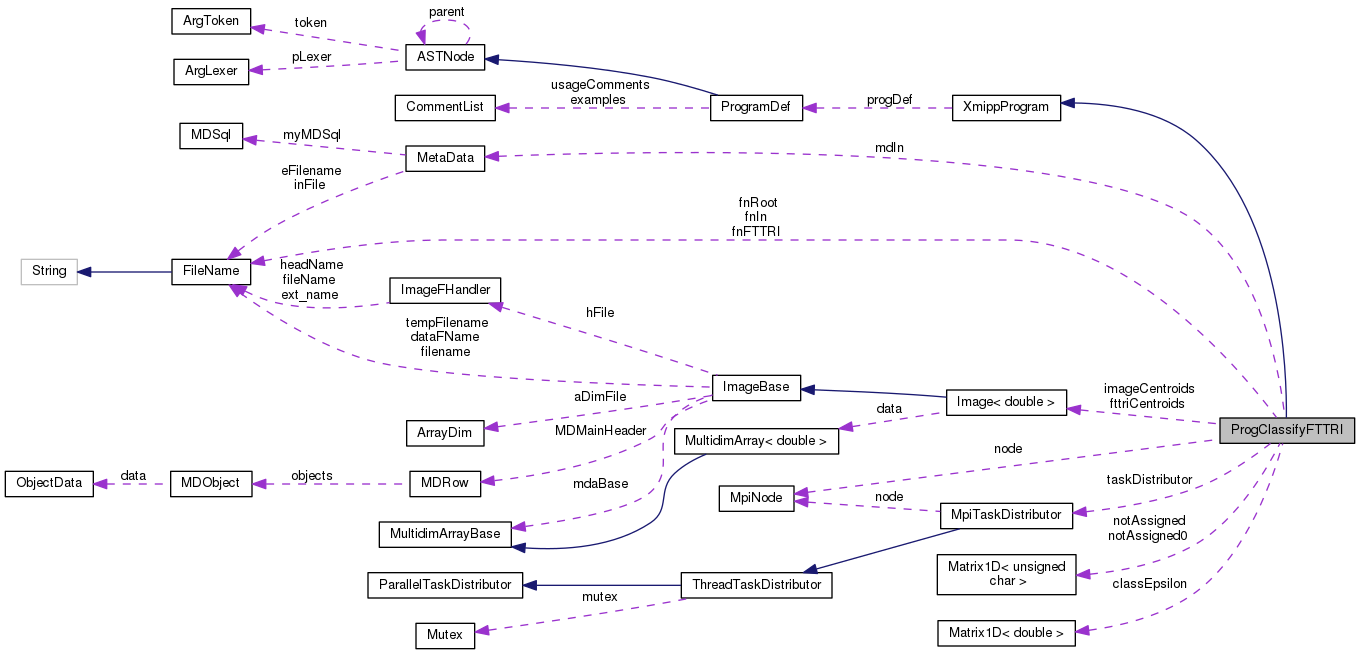 parent
ArgToken
token
ASTNode
pLexer
ArgLexer
usageComments
examples
CommentList
ProgramDef
progDef
XmippProgram
MDSql
myMDSql
MetaData
mdIn
eFilename
inFile
fnRoot
fnIn
fnFTTRI
String
FileName
headName
fileName
ext_name
ImageFHandler
hFile
tempFilename
dataFName
filename
ImageBase
aDimFile
Image< double >
imageCentroids
fttriCentroids
data
ArrayDim
MDMainHeader
MultidimArray< double >
ProgClassifyFTTRI
node
ObjectData
data
MDObject
objects
MDRow
mdaBase
MpiNode
node
taskDistributor
MpiTaskDistributor
MultidimArrayBase
notAssigned
notAssigned0
Matrix1D< unsigned
char >
ParallelTaskDistributor
ThreadTaskDistributor
classEpsilon
mutex
Mutex
Matrix1D< double >